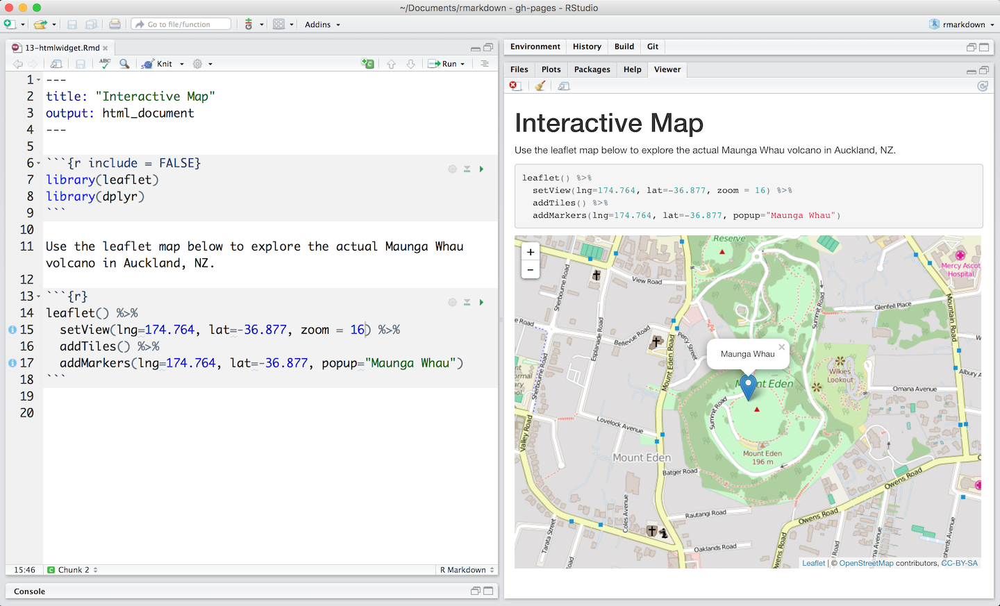 ~/Documents/rmarkdown - gh-pages - RStudio
Go to file/function
Addins
rmarkdown
13-htmlwidget.Rmd
ABC
Knit
Run
1 ---
2 title: "Interactive Map"
3 output: html_document
4 ---
5
6 ```{r include = FALSE}
7 library(leaflet)
8 library(dplyr)
9 ```
10
11 Use the leaflet map below to explore the actual Maunga Whau
volcano in Auckland, NZ.
12
13 ```{r}
14 leaflet() %>%
15 setView(lng=174.764, lat=-36.877, zoom = 16) %>%
16 addTiles() %>%
17 addMarkers(lng=174.764, lat=-36.877, popup="Maunga Whau")
18 ```
19
20
15:46 C Chunk 2
R Markdown
Console
Environment History Build Git
Files Plots Packages Help Viewer
Interactive Map
Use the leaflet map below to explore the actual Maunga Whau volcano in Auckland, NZ.
leaflet() %>%
setView(lng=174.764, lat=-36.877, zoom = 16) %>%
addTiles() %>%
addMarkers(lng=174.764, lat=-36.877, popup="Maunga Whau")
+
−
Reserve
Mercy Ascot
Hospital
Sherbourne Road
View Road
Summit Road
Glenfell Place
Mountain Road
Esplanade Road
Bellevue Road
Percy Street
Mount Eden Road
e Road
Maunga Whau
×
Mount Eden
Wilkies
Lookout
Omana Avenue
Albury A
Sherbourne Road
Summit Road
Lovelock Avenue
Valley Road
Mount Eden
Mount Eden
196 m
Batger Road
Owens Road
Coles Avenue
Rautangi Road
Owens Road
Tarata Street
Oaklands Road
Owens Road
Road
Omana Avenue
pherds Avenue
Leaflet | © OpenStreetMap contributors, CC-BY-SA